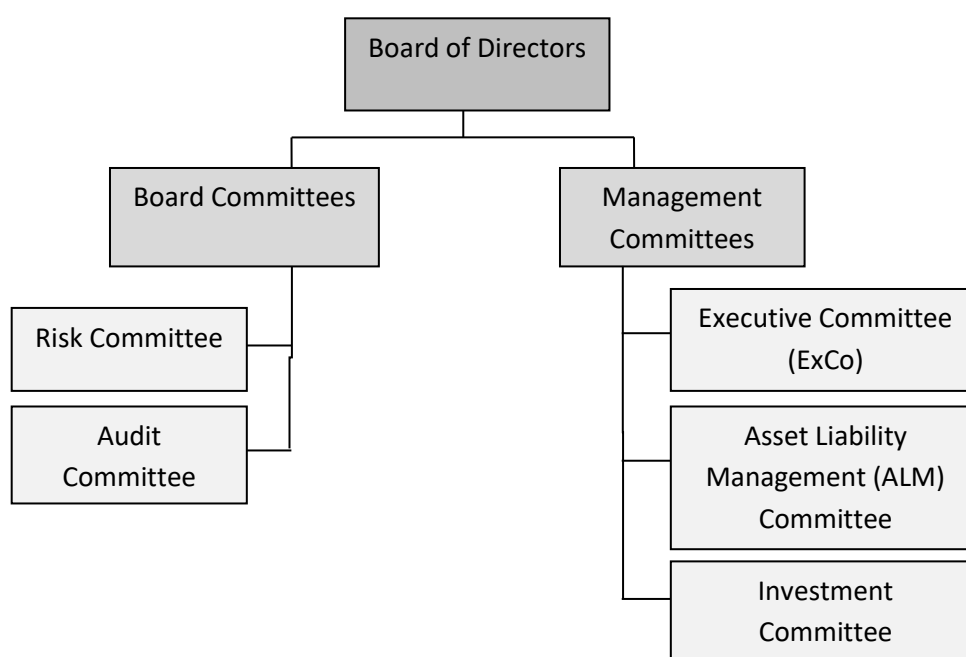 Board of Directors
Board Committees
Management
Committees
Risk Committee
Audit
Committee
Executive Committee
(ExCo)
Asset Liability
Management (ALM)
Committee
Investment
Committee